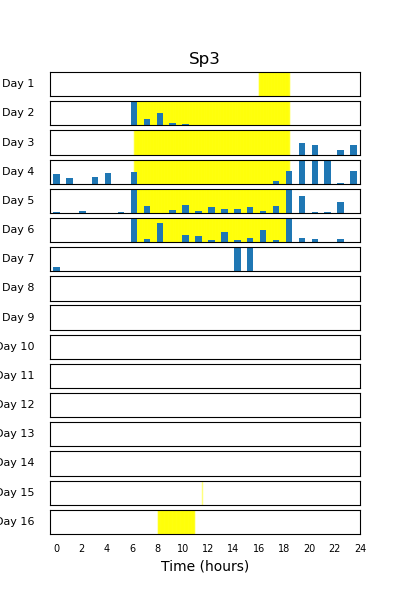 Sp3
Day 1
Day 2
Day 3
Day 4
Day 5
Day 6
Day 7
Day 8
Day 9
Day 10
Day 11
Day 12
Day 13
Day 14
Day 15
Day 16
0 2 4 6 8 10 12 14 16 18 20 22 24
Time (hours)